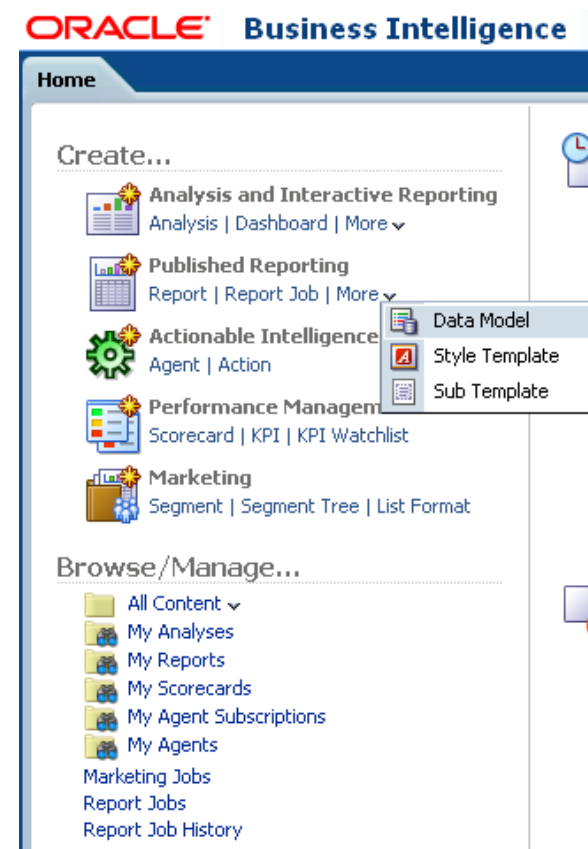 ORACLE Business Intelligence
Home
Create...
Analysis and Interactive Reporting
Analysis | Dashboard | More
Published Reporting
Report | Report Job | More
Data Model
Style Template
Sub Template
Actionable Intelligence
Agent | Action
Performance Managem
Scorecard | KPI | KPI Watchlist
Marketing
Segment | Segment Tree | List Format
Browse/Manage...
All Content
My Analyses
My Reports
My Scorecards
My Agent Subscriptions
My Agents
Marketing Jobs
Report Jobs
Report Job History